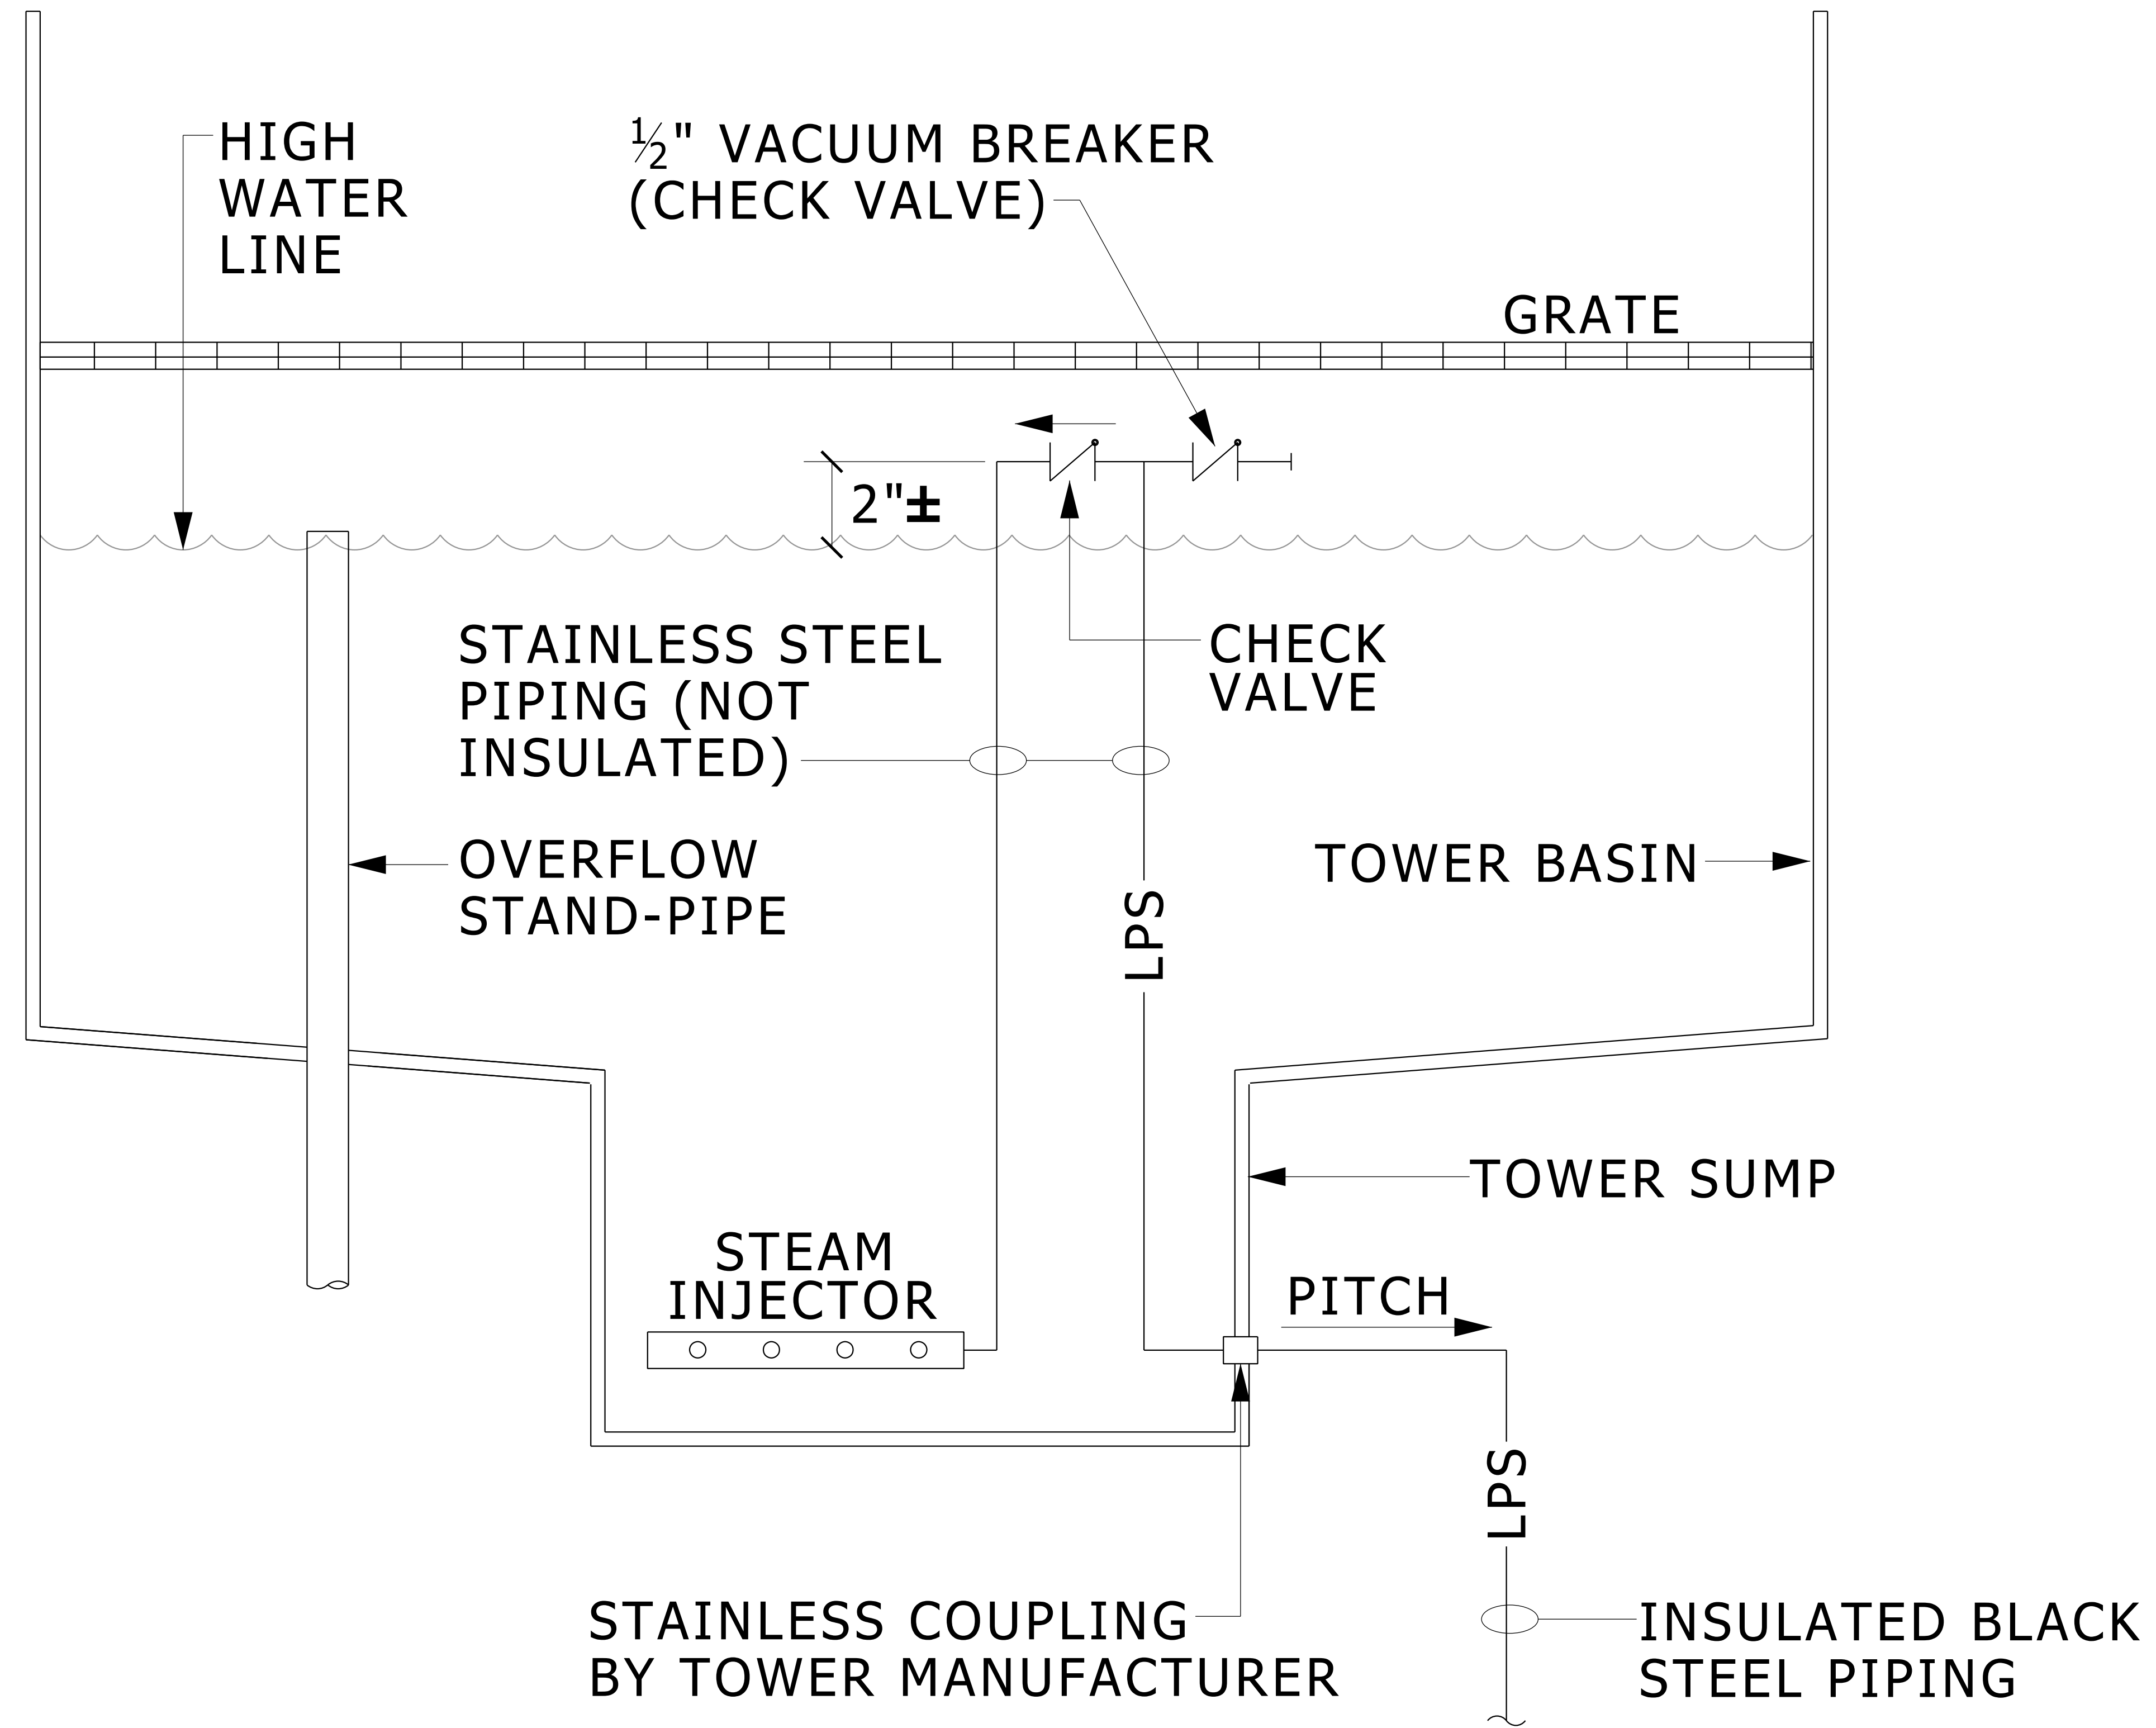 HIGH
WATER
LINE
½" VACUUM BREAKER
(CHECK VALVE)
GRATE
2"±
STAINLESS STEEL
PIPING (NOT
INSULATED)
CHECK
VALVE
OVERFLOW
STAND-PIPE
TOWER BASIN
LPS
TOWER SUMP
STEAM
INJECTOR
PITCH
LPS
STAINLESS COUPLING
BY TOWER MANUFACTURER
INSULATED BLACK
STEEL PIPING